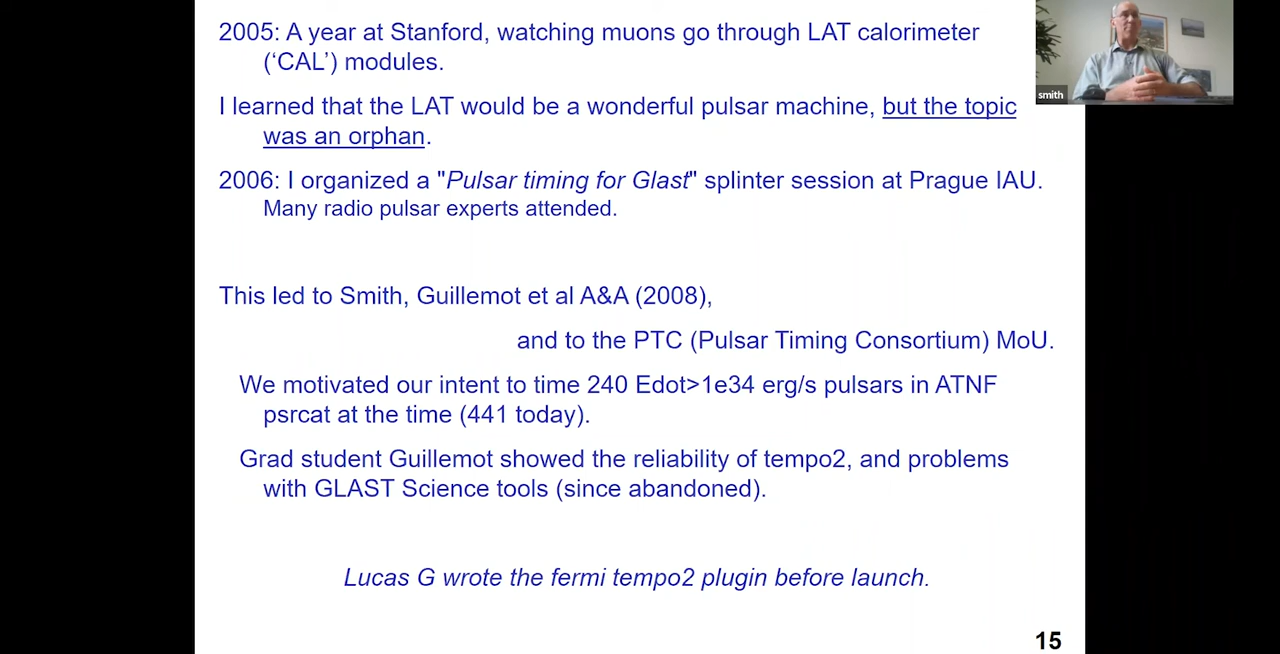 2005: A year at Stanford, watching muons go through LAT calorimeter
('CAL') modules.
smith
I learned that the LAT would be a wonderful pulsar machine, but the topic
was an orphan.
2006: I organized a "Pulsar timing for Glast" splinter session at Prague IAU.
Many radio pulsar experts attended.
This led to Smith, Guillemot et al A&A (2008),
and to the PTC (Pulsar Timing Consortium) MoU.
We motivated our intent to time 240 Edot>1e34 erg/s pulsars in ATNF
psrcat at the time (441 today).
Grad student Guillemot showed the reliability of tempo2, and problems
with GLAST Science tools (since abandoned).
Lucas G wrote the fermi tempo2 plugin before launch.
15